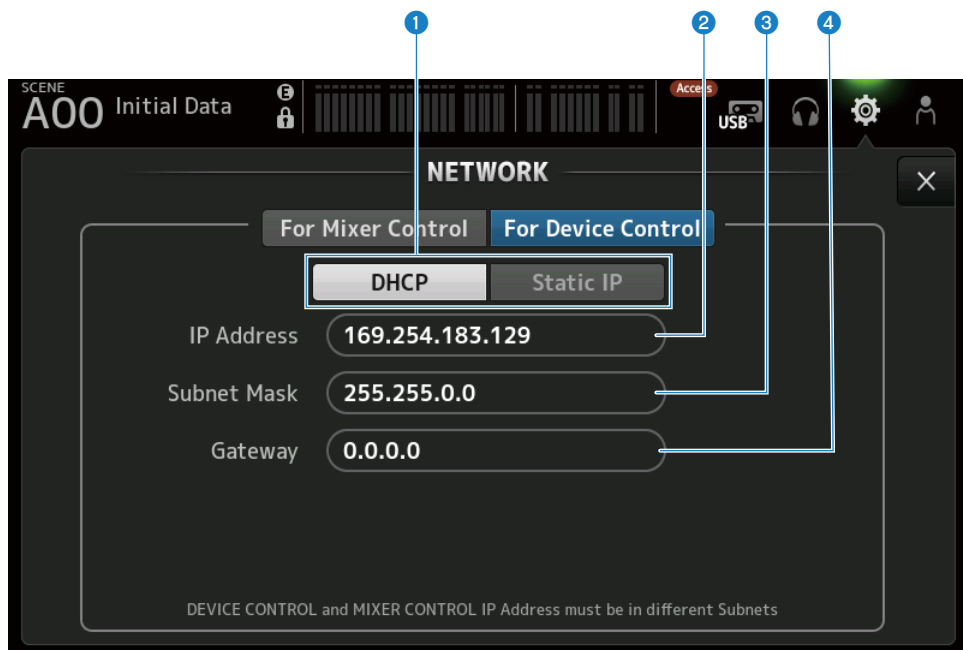 1 2 3 4
SCENE
A00 Initial Data
E
Access
USB
NETWORK
For Mixer Control For Device Control
DHCP Static IP
IP Address 169.254.183.129
Subnet Mask 255.255.0.0
Gateway 0.0.0.0
DEVICE CONTROL and MIXER CONTROL IP Address must be in different Subnets